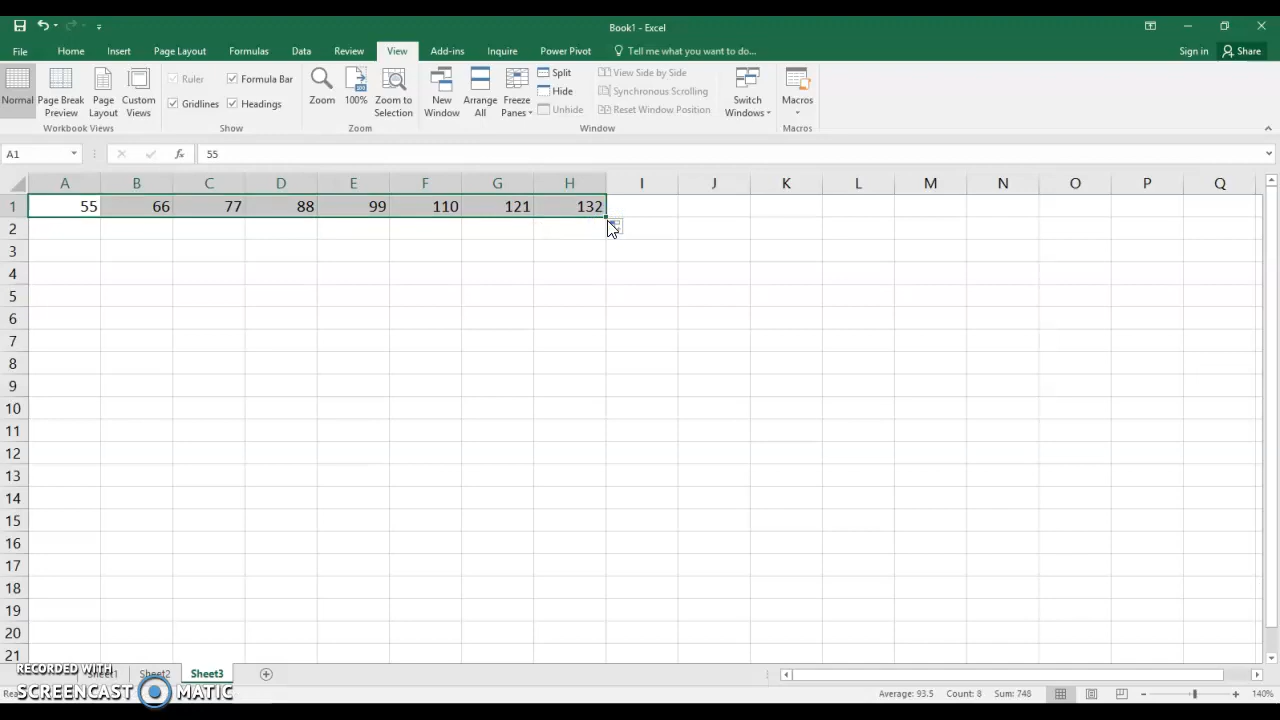 Book1 - Excel
File Home Insert Page Layout Formulas Data Review View Add-ins Inquire Power Pivot Tell me what you want to do... Sign in Share
Normal Page Break Preview Page Layout Custom Views
Workbook Views
Ruler Formula Bar
Gridlines Headings
Show
Zoom 100% Zoom to Selection
Zoom
New Window Arrange All Freeze Panes
Split
Hide
Unhide
View Side by Side
Synchronous Scrolling
Reset Window Position
Window
Switch Windows
Macros
Macros
A1 fx 55
A B C D E F G H I J K L M N O P Q
1 55 66 77 88 99 110 121 132
2
3
4
5
6
7
8
9
10
11
12
13
14
15
16
17
18
19
20
21
Sheet1 Sheet2 Sheet3
RECORDED WITH
SCREENCAST MATIC
Average: 93.5 Count: 8 Sum: 748 140%